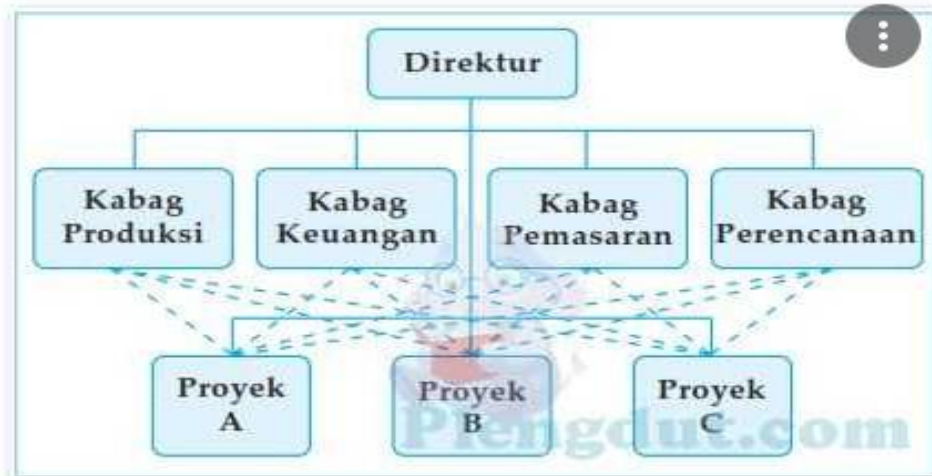 Direktur
Kabag
Produksi
Kabag
Keuangan
Kabag
Pemasaran
Kabag
Perencanaan
Proyek
A
Proyek
B
Proyek
C
Plengdut.com